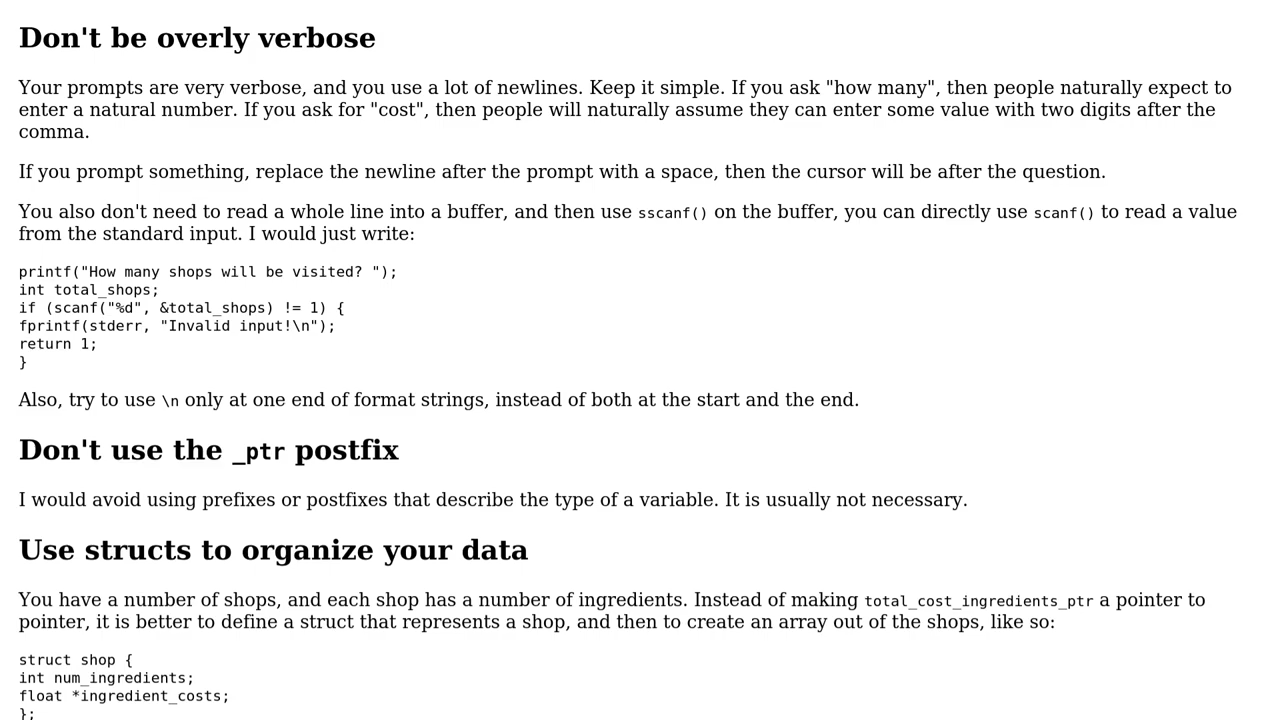 Don't be overly verbose
Your prompts are very verbose, and you use a lot of newlines. Keep it simple. If you ask "how many", then people naturally expect to
enter a natural number. If you ask for "cost", then people will naturally assume they can enter some value with two digits after the
comma.
If you prompt something, replace the newline after the prompt with a space, then the cursor will be after the question.
You also don't need to read a whole line into a buffer, and then use sscanf() on the buffer, you can directly use scanf() to read a value
from the standard input. I would just write:
printf("How many shops will be visited? ");
int total_shops;
if (scanf("%d", &total_shops) != 1) {
fprintf(stderr, "Invalid input!\n");
return 1;
}
Also, try to use \n only at one end of format strings, instead of both at the start and the end.
Don't use the _ptr postfix
I would avoid using prefixes or postfixes that describe the type of a variable. It is usually not necessary.
Use structs to organize your data
You have a number of shops, and each shop has a number of ingredients. Instead of making total_cost_ingredients_ptr a pointer to
pointer, it is better to define a struct that represents a shop, and then to create an array out of the shops, like so:
struct shop {
int num_ingredients;
float *ingredient_costs;
};